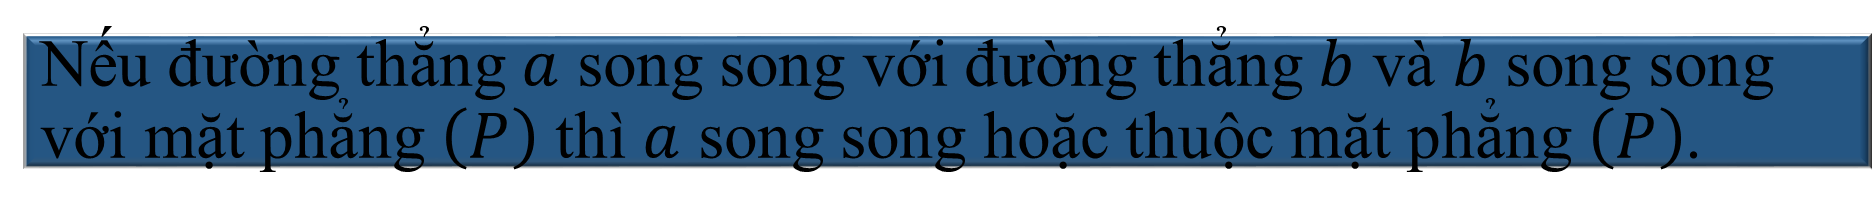 Nếu đường thẳng a song song với đường thẳng b và b song song
với mặt phẳng (P) thì a song song hoặc thuộc mặt phẳng (P).